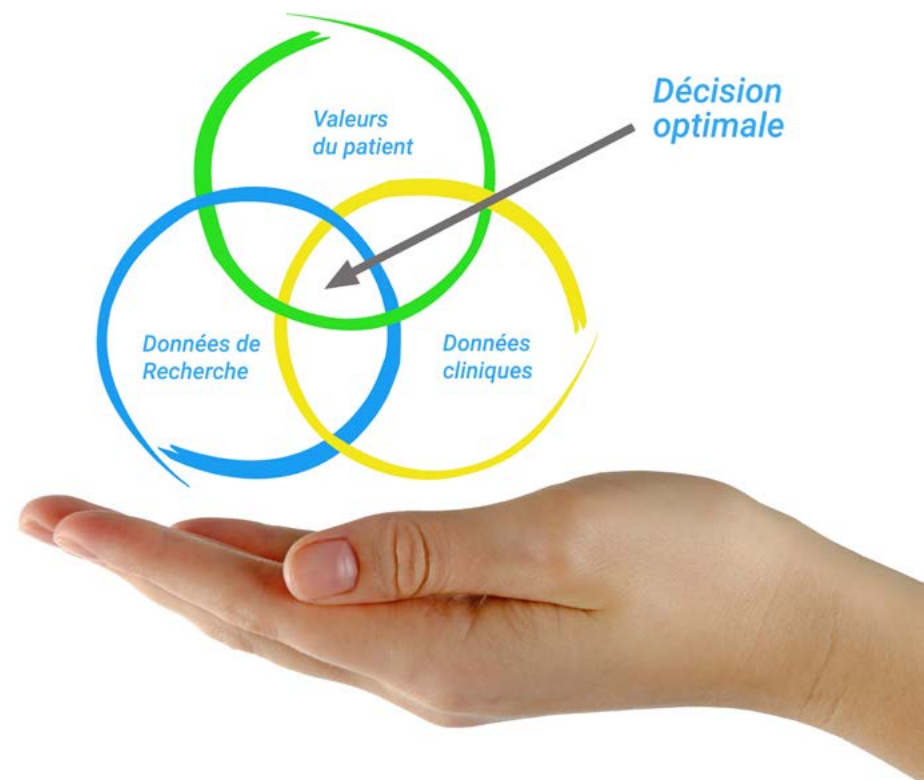 Décision
optimale
Valeurs
du patient
Données de
Recherche
Données
cliniques